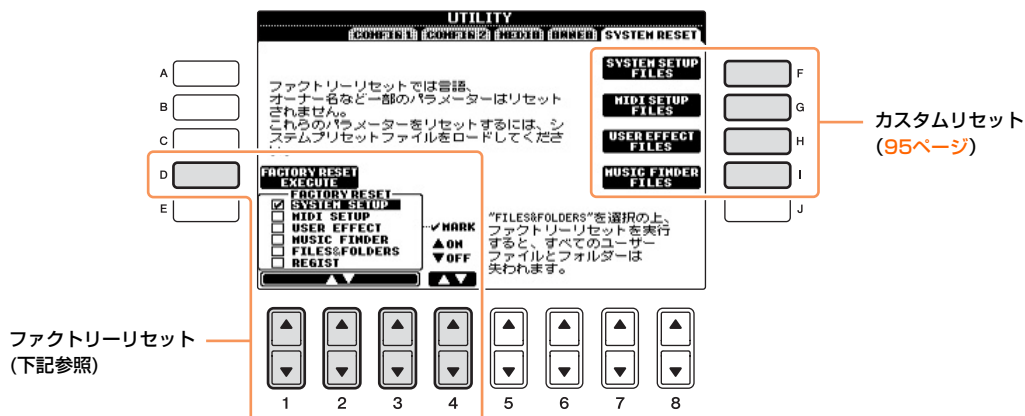 UTILITY
CONFIG 1 CONFIG 2 MEDIA OWNER SYSTEM RESET
SYSTEM SETUP
FILES
MIDI SETUP
FILES
USER EFFECT
FILES
MUSIC FINDER
FILES
ファクトリーリセットでは言語、
オーナー名など一部のパラメーターはリセット
されません。
これらのパラメーターをリセットするには、シ
ステムプリセットファイルをロードしてくださ
FACTORY RESET
EXECUTE
FACTORY RESET
SYSTEM SETUP
MIDI SETUP
USER EFFECT
MUSIC FINDER
FILES&FOLDERS
REGIST
✓MARK
▲ON
▼OFF
▲▼
▲▼
"FILES&FOLDERS"を選択の上、
ファクトリーリセットを実行
すると、すべてのユーザー
ファイルとフォルダーは
失われます。
A
B
C
D
E
F
G
H
I
J
カスタムリセット
(95ページ)
ファクトリーリセット
(下記参照)
1 2 3 4 5 6 7 8